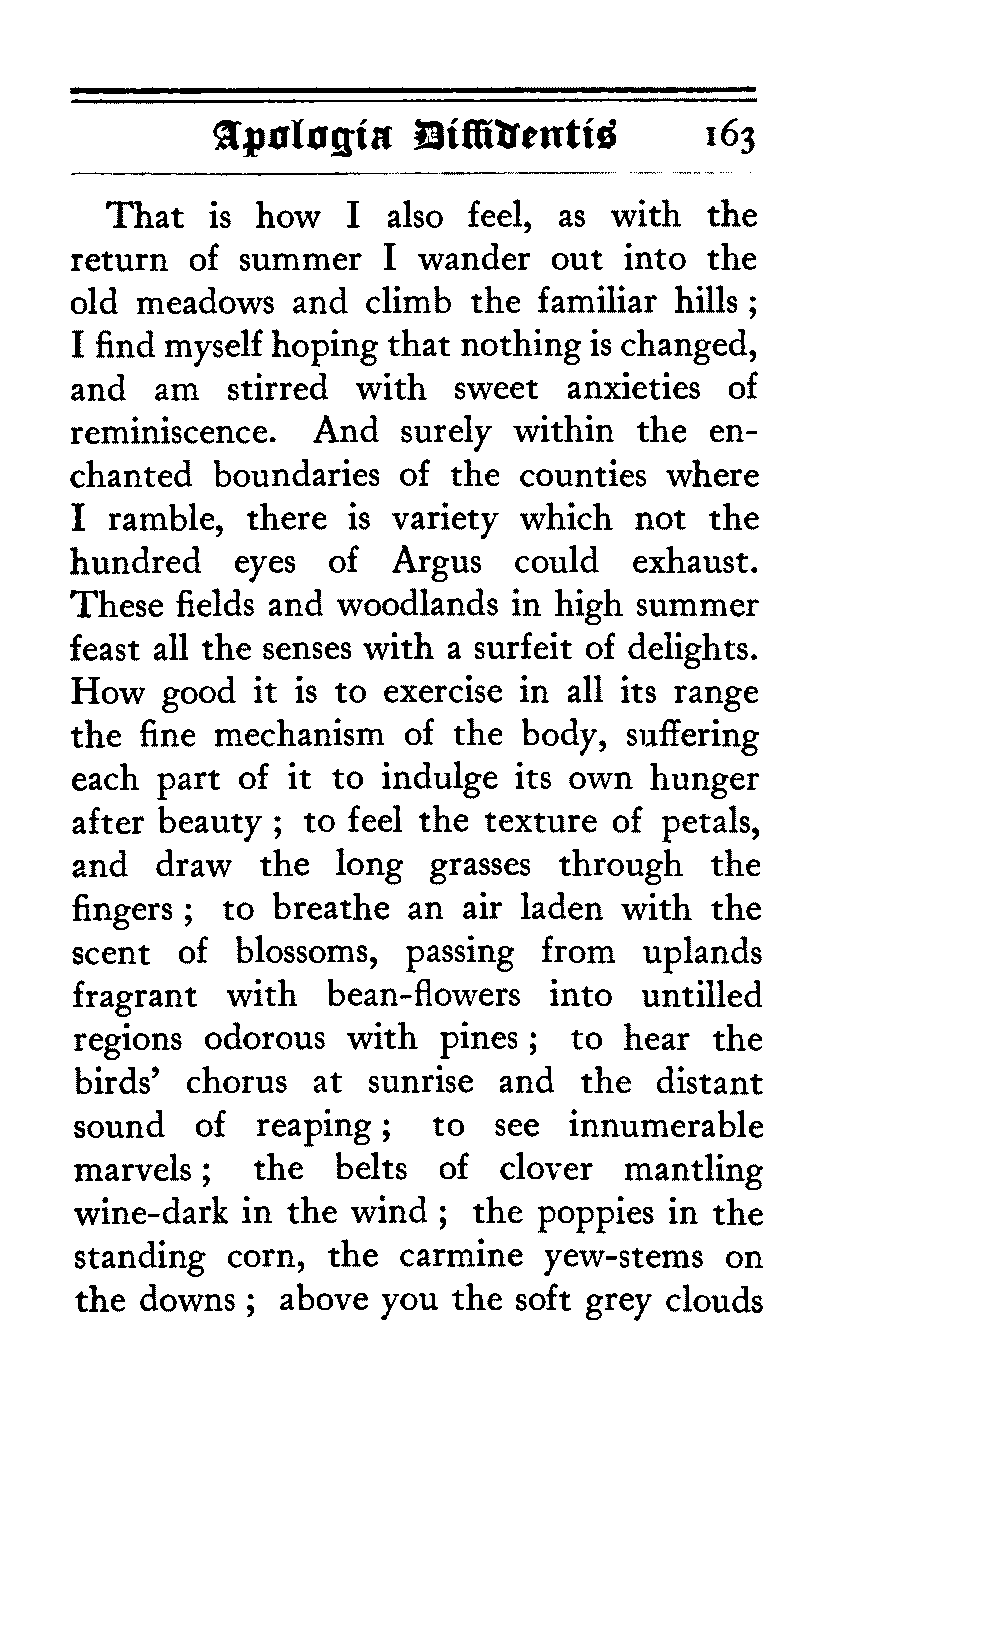 Apologia Diffidentis 163
That is how I also feel, as with the
return of summer I wander out into the
old meadows and climb the familiar hills ;
I find myself hoping that nothing is changed,
and am stirred with sweet anxieties of
reminiscence. And surely within the en-
chanted boundaries of the counties where
I ramble, there is variety which not the
hundred eyes of Argus could exhaust.
These fields and woodlands in high summer
feast all the senses with a surfeit of delights.
How good it is to exercise in all its range
the fine mechanism of the body, suffering
each part of it to indulge its own hunger
after beauty ; to feel the texture of petals,
and draw the long grasses through the
fingers ; to breathe an air laden with the
scent of blossoms, passing from uplands
fragrant with bean-flowers into untilled
regions odorous with pines ; to hear the
birds’ chorus at sunrise and the distant
sound of reaping ; to see innumerable
marvels ; the belts of clover mantling
wine-dark in the wind ; the poppies in the
standing corn, the carmine yew-stems on
the downs ; above you the soft grey clouds